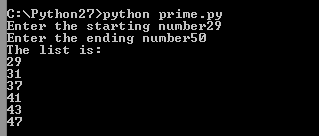 C:\Python27>python prime.py
Enter the starting number29
Enter the ending number50
The list is:
29
31
37
41
43
47